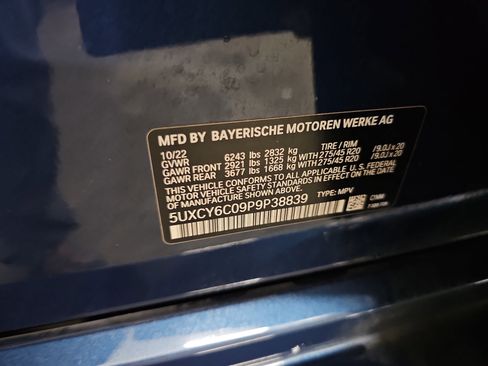 MFD BY BAYERISCHE MOTOREN WERKE AG
10/22 TIRE / RIM
GVWR 6243 lbs 2832 kg
GAWR FRONT 2921 lbs 1325 kg WITH 275/45 R20 / 9.0J x 20
GAWR REAR 3677 lbs 1668 kg WITH 275/45 R20 / 9.0J x 20
THIS VEHICLE CONFORMS TO ALL APPLICABLE U. S. FEDERAL
MOTOR VEHICLE SAFETY STANDARDS IN EFFECT ON THE
DATE OF MANUFACTURE SHOWN ABOVE.
5UXCY6C09P9P38839 TYPE: MPV